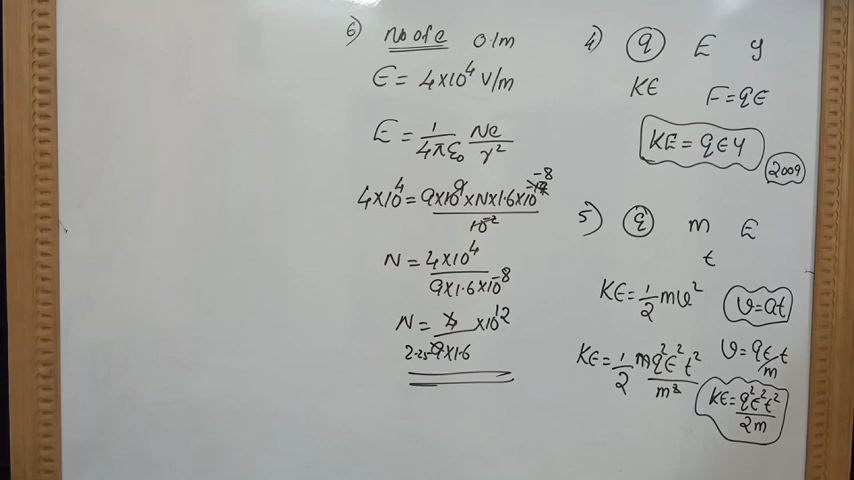 6) no of e 0.1m
E = 4×10⁴ V/m
E = 1/4πε₀ Ne/r²
4×10⁴ = 9×10⁹×N×1.6×10⁻⁸/10⁻²
N = 4×10⁴/9×1.6×10⁻⁸
N = 4/2.25 9×1.6 ×10¹²
4) q E y
KE F = qE
KE = qEy
2009
5) q m E
t
KE = 1/2 mv² v = at
v = qE/m t
KE = 1/2 m q²E²t²/m²
KE = q²E²t²/2m